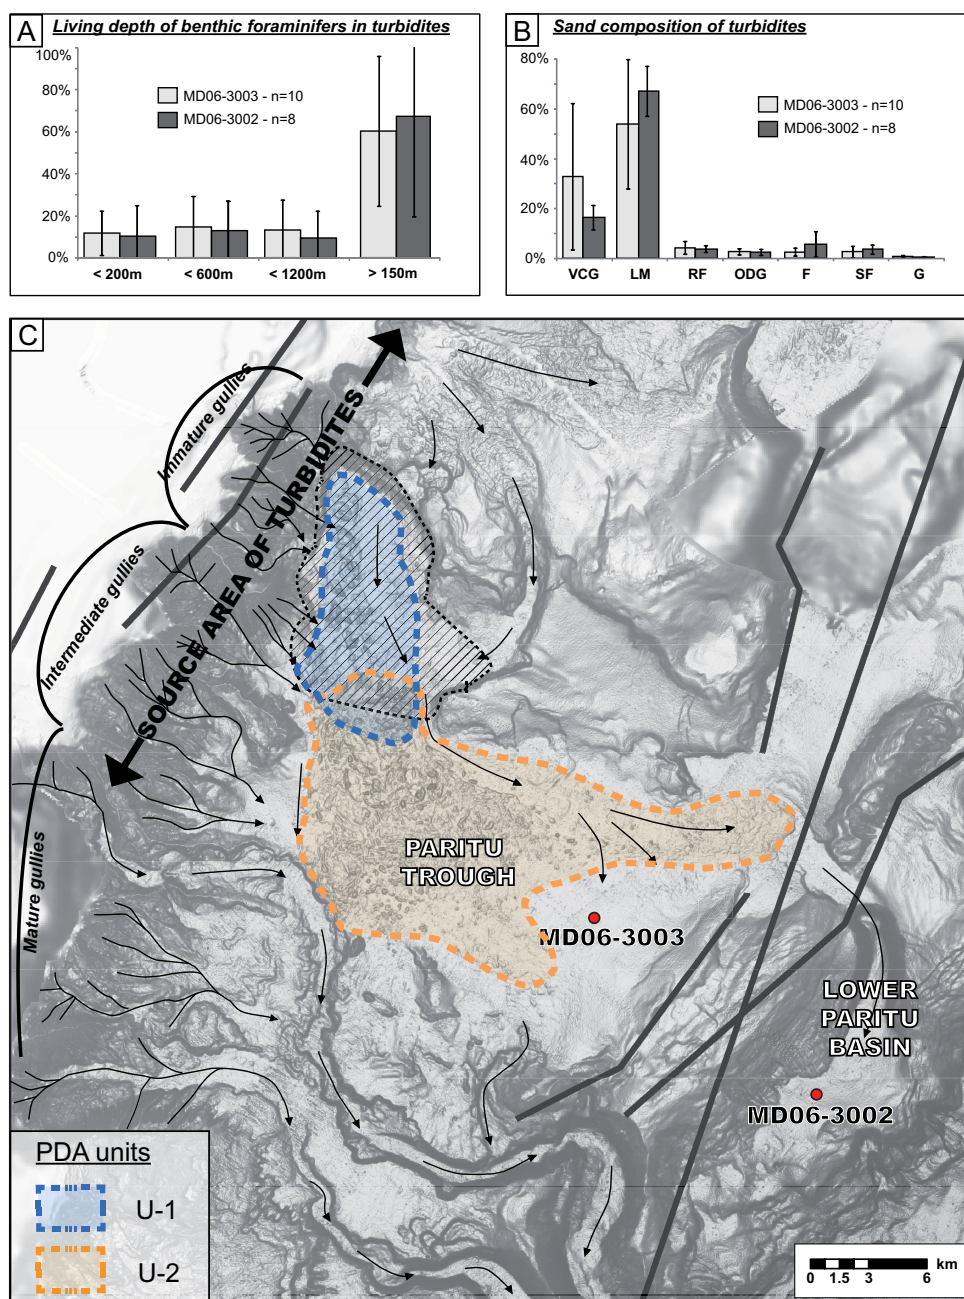 A
Living depth of benthic foraminifers in turbidites
100%
80%
60%
40%
20%
0%
MD06-3003 - n=10
MD06-3002 - n=8
< 200m
< 600m
< 1200m
> 150m
B
Sand composition of turbidites
80%
60%
40%
20%
0%
MD06-3003 - n=10
MD06-3002 - n=8
VCG
LM
RF
ODG
F
SF
G
C
Immature gullies
Intermediate gullies
Mature gullies
SOURCE AREA OF TURBIDITES
PARITU
TROUGH
MD06-3003
LOWER
PARITU
BASIN
MD06-3002
PDA units
U-1
U-2
km
0 1.5 3 6